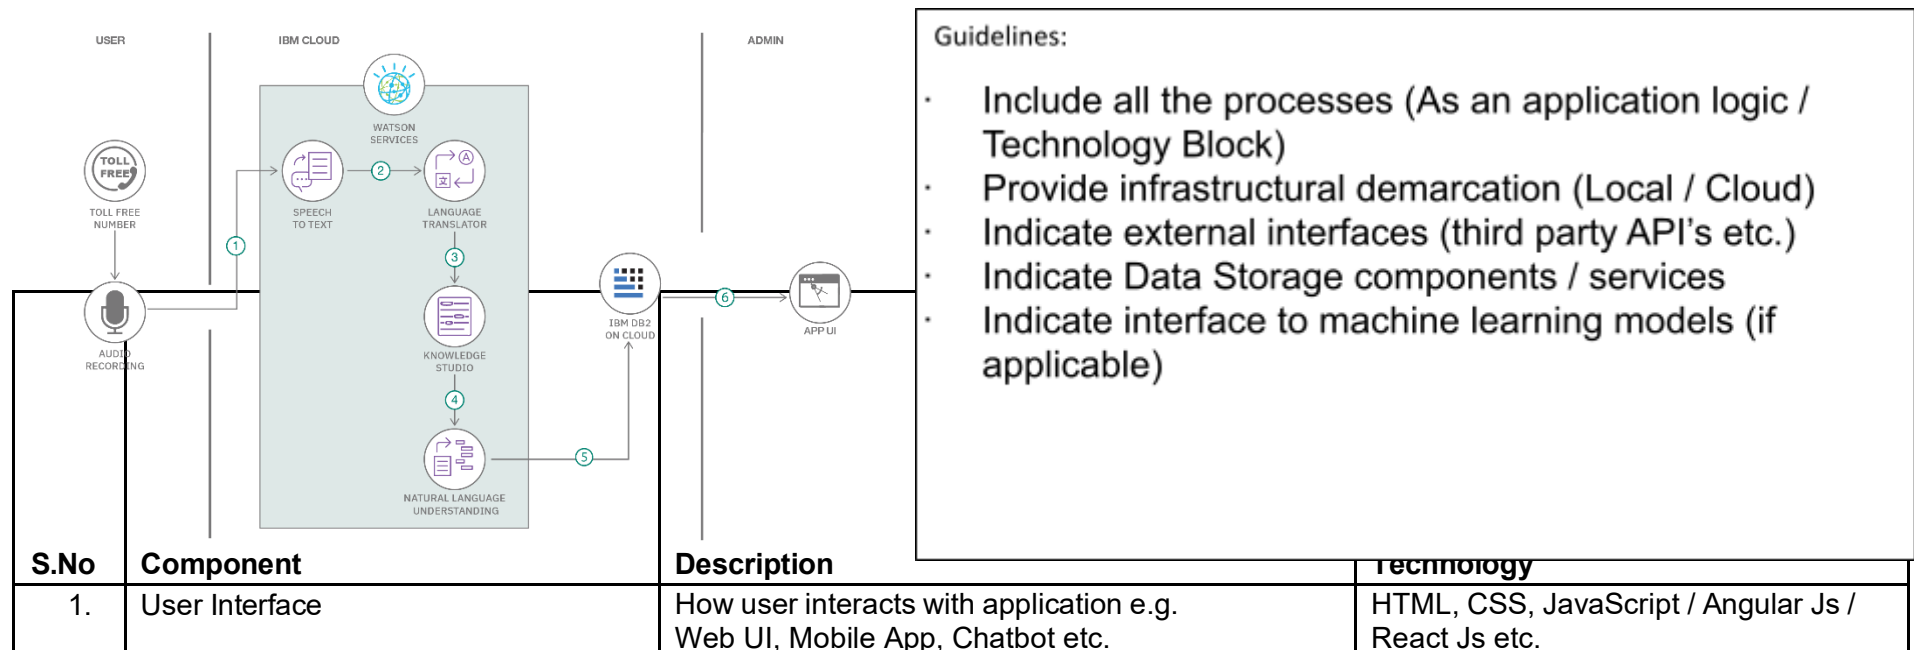 USER
IBM CLOUD
ADMIN
WATSON
SERVICES
TOLL
FREE
TOLL FREE
NUMBER
SPEECH
TO TEXT
2
A
文
LANGUAGE
TRANSLATOR
1
3
AUDIO
RECORDING
KNOWLEDGE
STUDIO
4
NATURAL LANGUAGE
UNDERSTANDING
5
IBM DB2
ON CLOUD
6
APP UI
Guidelines:
· Include all the processes (As an application logic /
Technology Block)
· Provide infrastructural demarcation (Local / Cloud)
· Indicate external interfaces (third party API's etc.)
· Indicate Data Storage components / services
· Indicate interface to machine learning models (if
applicable)
S.No Component Description Technology
1. User Interface How user interacts with application e.g. HTML, CSS, JavaScript / Angular Js /
Web UI, Mobile App, Chatbot etc. React Js etc.